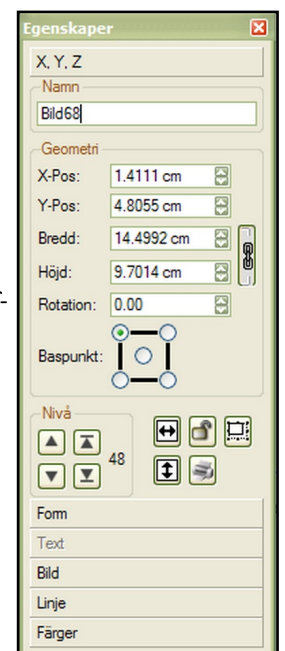 Egenskaper
X, Y, Z
Namn
Bild68
Geometri
X-Pos: 1.4111 cm
Y-Pos: 4.8055 cm
Bredd: 14.4992 cm
Höjd: 9.7014 cm
Rotation: 0.00
Baspunkt:
Nivå
48
Form
Text
Bild
Linje
Färger